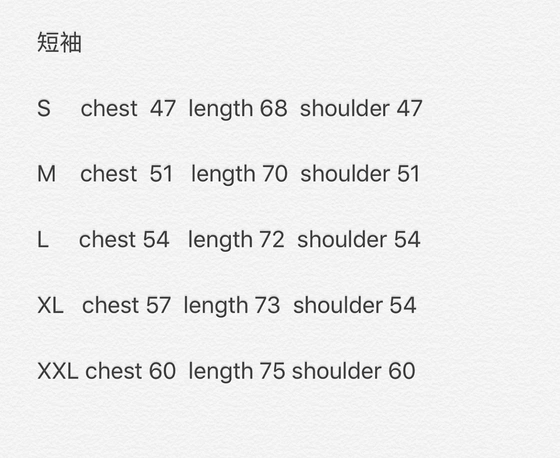 短袖
S chest 47 length 68 shoulder 47
M chest 51 length 70 shoulder 51
L chest 54 length 72 shoulder 54
XL chest 57 length 73 shoulder 54
XXL chest 60 length 75 shoulder 60